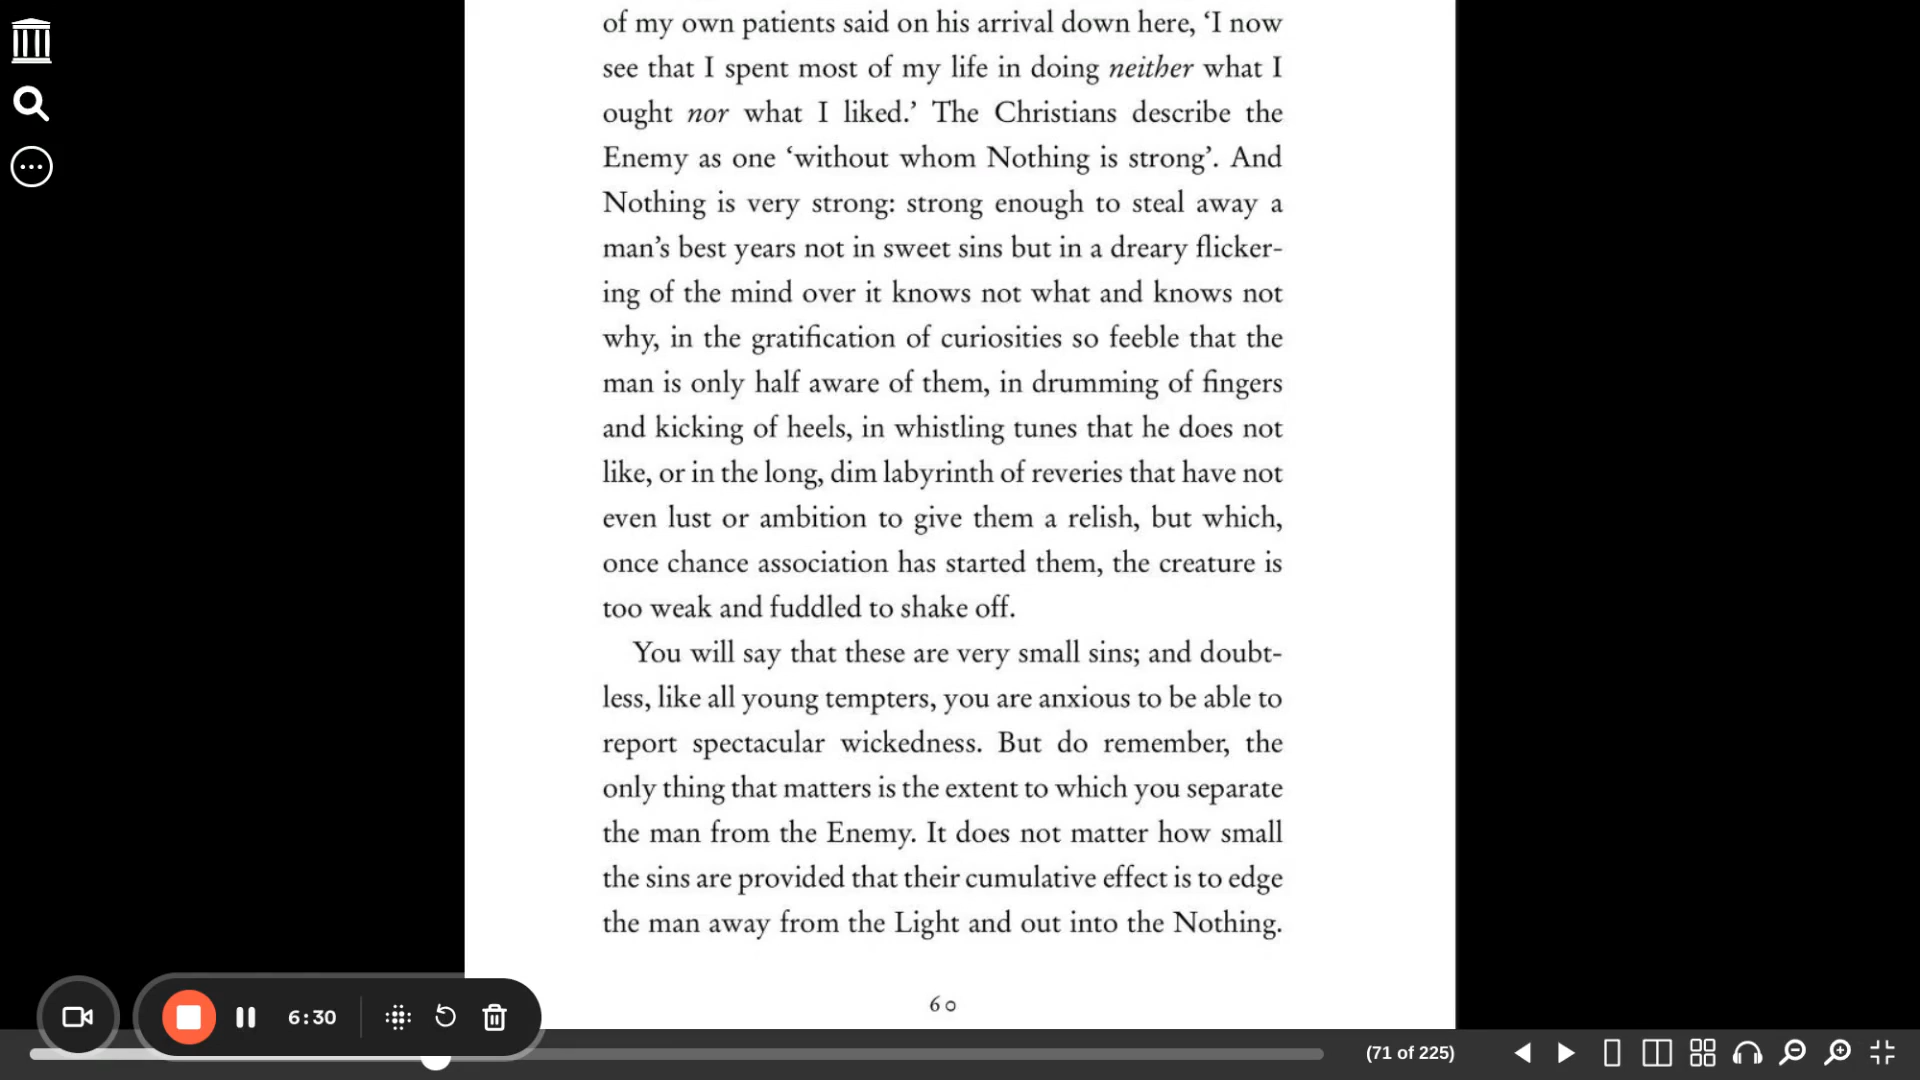 of my own patients said on his arrival down here, ‘I now
see that I spent most of my life in doing neither what I
ought nor what I liked.’ The Christians describe the
Enemy as one ‘without whom Nothing is strong’. And
Nothing is very strong: strong enough to steal away a
man’s best years not in sweet sins but in a dreary flicker-
ing of the mind over it knows not what and knows not
why, in the gratification of curiosities so feeble that the
man is only half aware of them, in drumming of fingers
and kicking of heels, in whistling tunes that he does not
like, or in the long, dim labyrinth of reveries that have not
even lust or ambition to give them a relish, but which,
once chance association has started them, the creature is
too weak and fuddled to shake off.
You will say that these are very small sins; and doubt-
less, like all young tempters, you are anxious to be able to
report spectacular wickedness. But do remember, the
only thing that matters is the extent to which you separate
the man from the Enemy. It does not matter how small
the sins are provided that their cumulative effect is to edge
the man away from the Light and out into the Nothing.
60
6:30
(71 of 225)